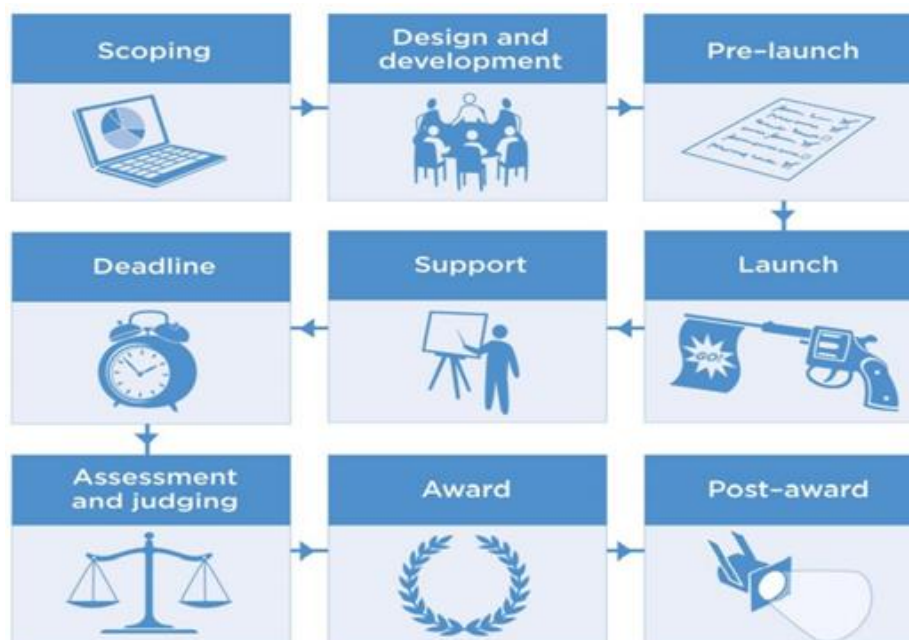 Scoping
Design and
development
Pre-launch
Launch
GO!
Support
Deadline
Assessment
and judging
Award
Post-award